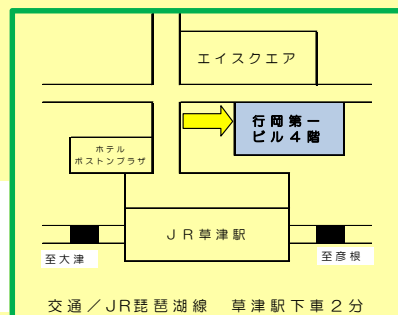 エイスクエア
行岡第一
ビル４階
ホテル
ボストンプラザ
ＪＲ草津駅
至大津
至彦根
交通／JR琵琶湖線　草津駅下車２分